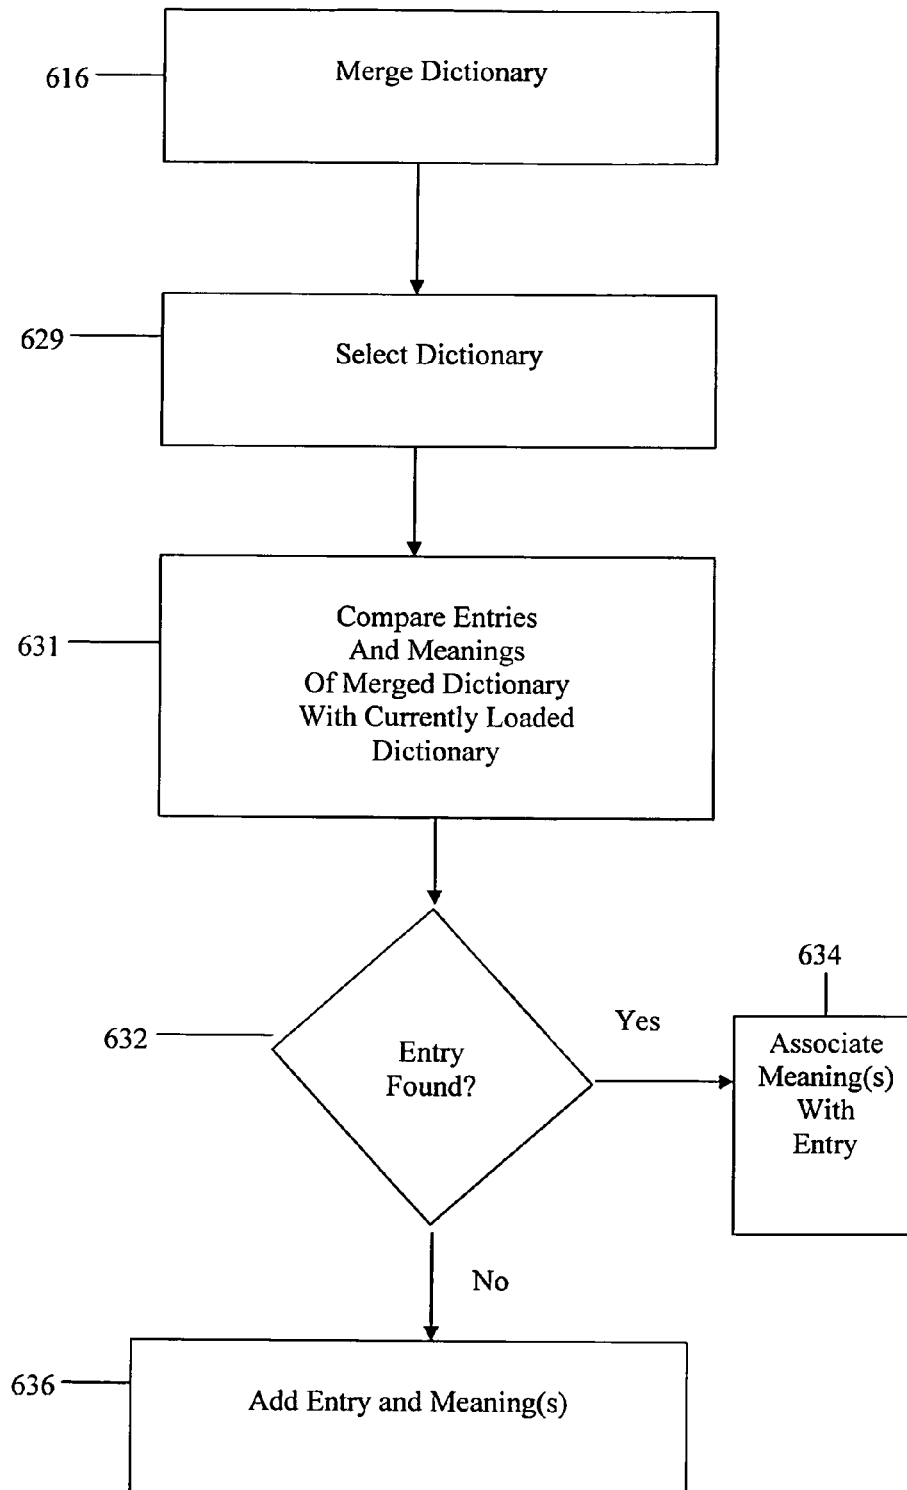 616
Merge Dictionary
629
Select Dictionary
631
Compare Entries
And Meanings
Of Merged Dictionary
With Currently Loaded
Dictionary
632
Entry
Found?
Yes
634
Associate
Meaning(s)
With
Entry
No
636
Add Entry and Meaning(s)